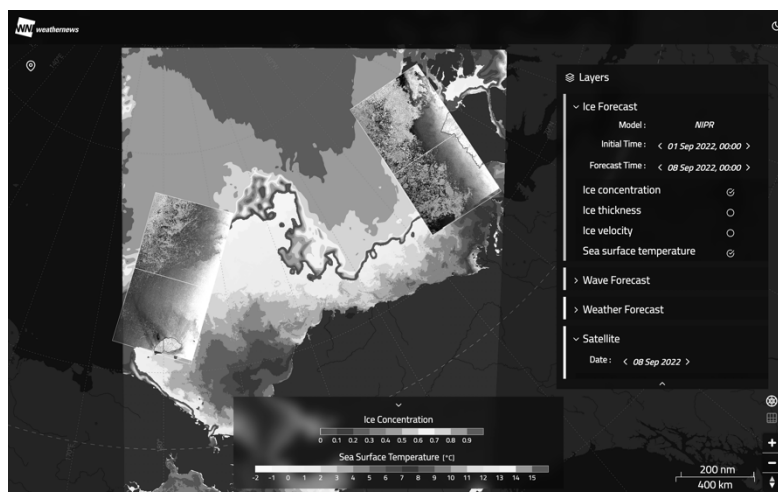 WNI weathernews
Layers
Ice Forecast
Model : NIPR
Initial Time : < 01 Sep 2022, 00:00 >
Forecast Time : < 08 Sep 2022, 00:00 >
Ice concentration
Ice thickness
Ice velocity
Sea surface temperature
> Wave Forecast
> Weather Forecast
Satellite
Date : < 08 Sep 2022 >
Ice Concentration
0 0.1 0.2 0.3 0.4 0.5 0.6 0.7 0.8 0.9
Sea Surface Temperature [°C]
-2 -1 0 1 2 3 4 5 6 7 8 9 10 11 12 13 14 15
200 nm
400 km
+
−